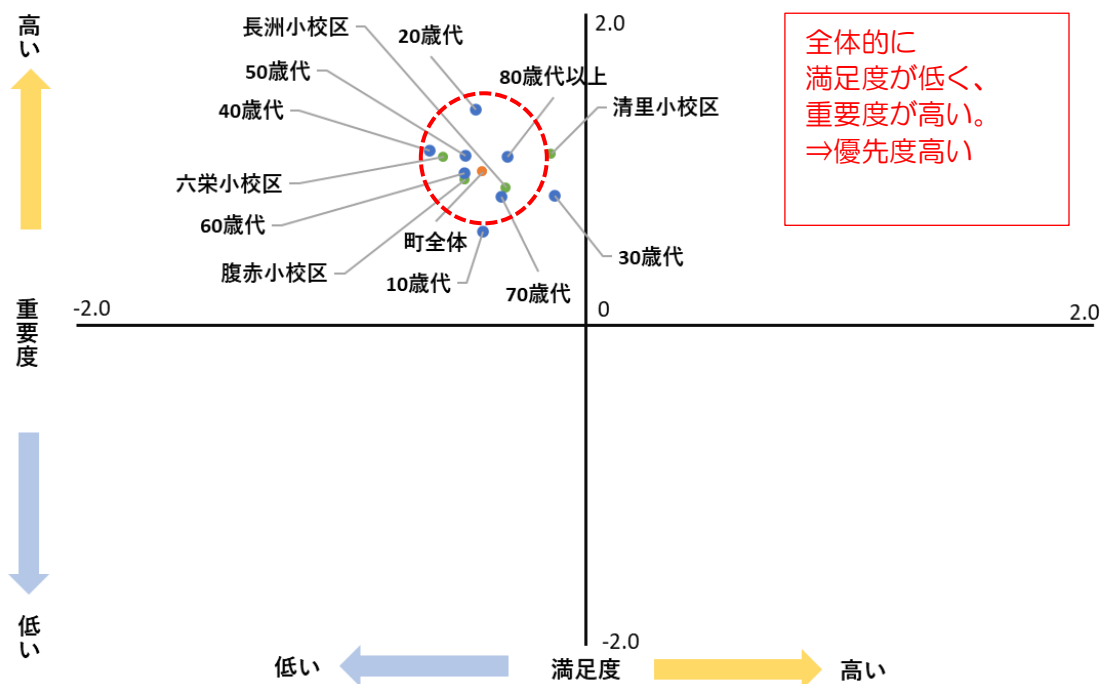 高い
重要度
低い
2.0
-2.0
0
2.0
-2.0
長洲小校区
20歳代
50歳代
80歳代以上
40歳代
清里小校区
六栄小校区
60歳代
町全体
30歳代
腹赤小校区
10歳代
70歳代
全体的に
満足度が低く、
重要度が高い。
⇒優先度高い
低い
満足度
高い